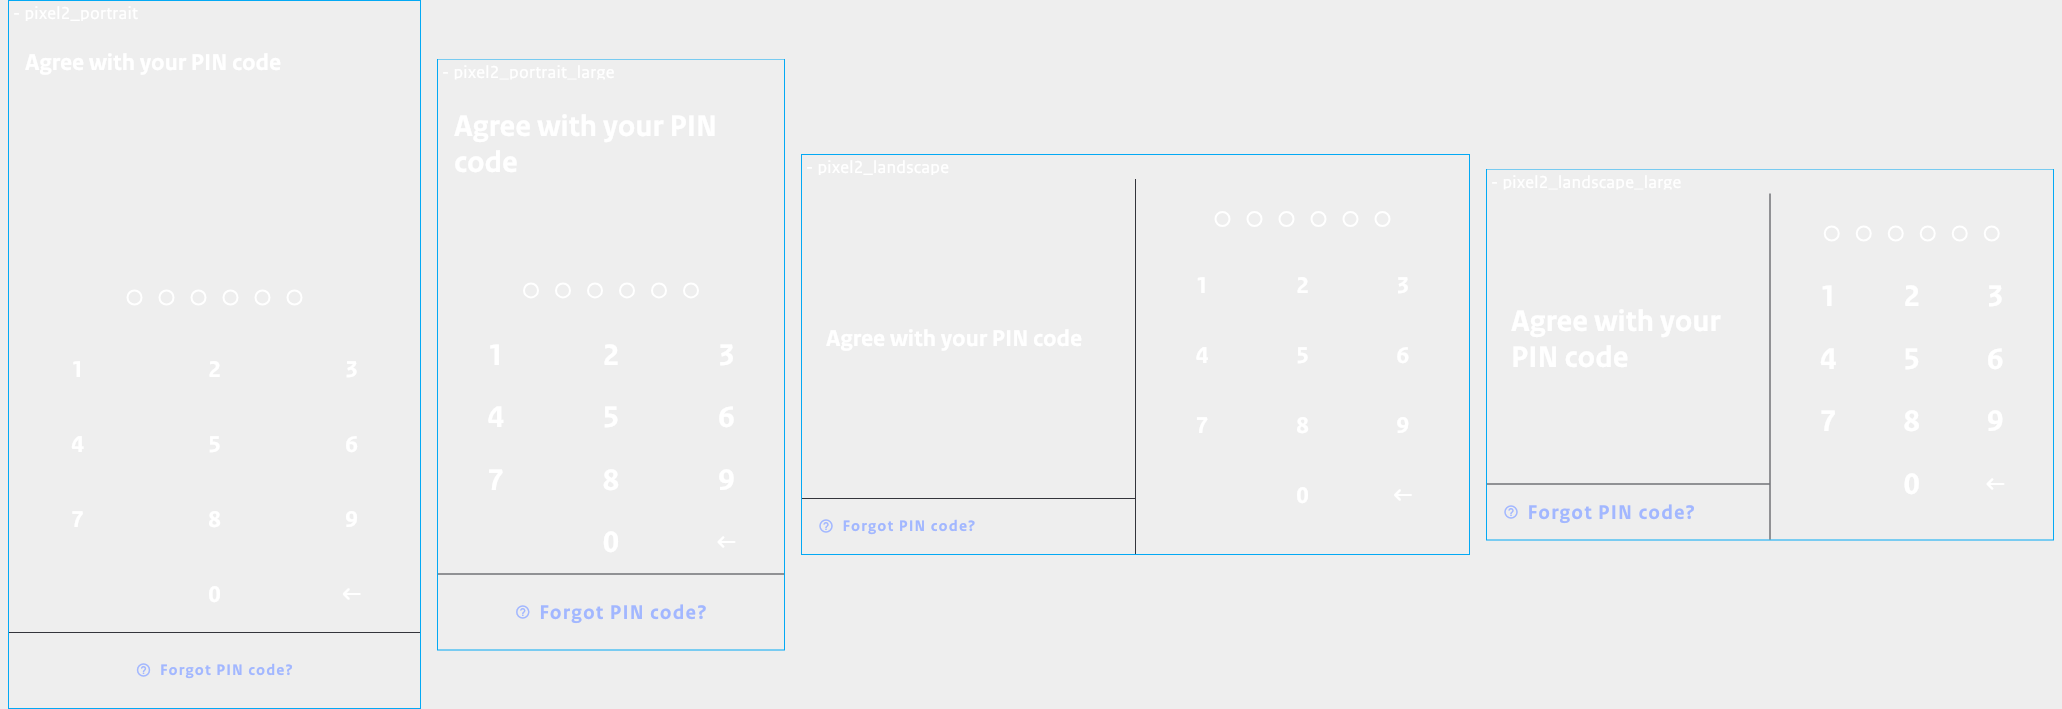 - pixel2_portrait
Agree with your PIN code
1 2 3
4 5 6
7 8 9
0 ←
Forgot PIN code?
- pixel2_portrait_large
Agree with your PIN
code
1 2 3
4 5 6
7 8 9
0 ←
Forgot PIN code?
- pixel2_landscape
Agree with your PIN code
Forgot PIN code?
1 2 3
4 5 6
7 8 9
0 ←
- pixel2_landscape_large
Agree with your
PIN code
Forgot PIN code?
1 2 3
4 5 6
7 8 9
0 ←